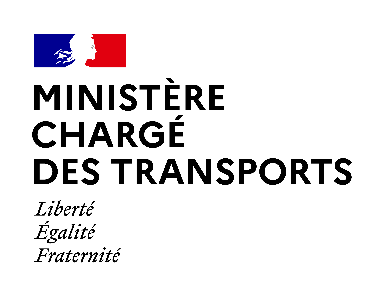 MINISTÈRE
CHARGÉ
DES TRANSPORTS
Liberté
Égalité
Fraternité